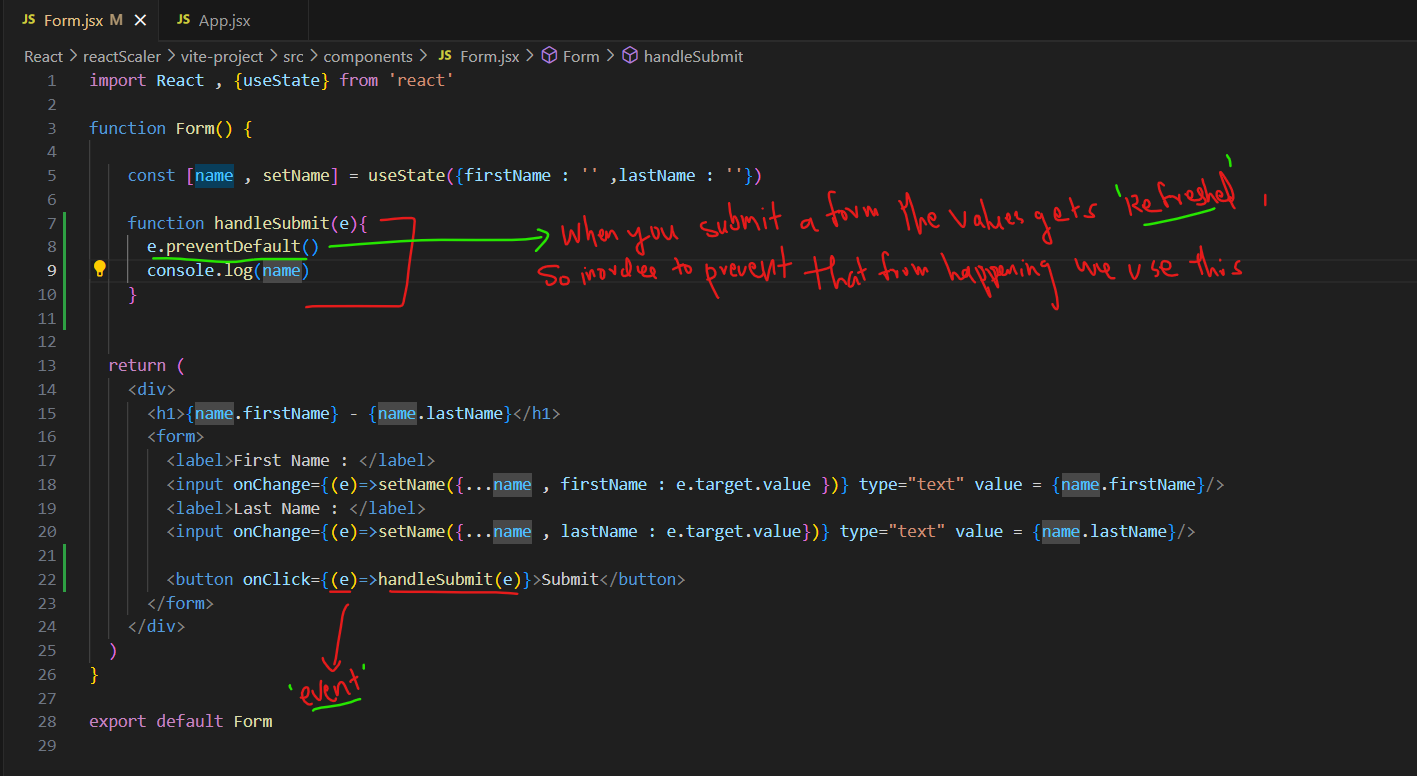 JS Form.jsx M ×
JS App.jsx
React > reactScaler > vite-project > src > components > JS Form.jsx > Form > handleSubmit
1 import React , {useState} from 'react'
2
3 function Form() {
4
5 const [name , setName] = useState({firstName : '' ,lastName : ''})
6
7 function handleSubmit(e){
8 e.preventDefault()
9 console.log(name)
10 }
11
12
13 return (
14 <div>
15 <h1>{name.firstName} - {name.lastName}</h1>
16 <form>
17 <label>First Name : </label>
18 <input onChange={(e)=>setName({...name , firstName : e.target.value })} type="text" value = {name.firstName}/>
19 <label>Last Name : </label>
20 <input onChange={(e)=>setName({...name , lastName : e.target.value})} type="text" value = {name.lastName}/>
21
22 <button onClick={(e)=>handleSubmit(e)}>Submit</button>
23 </form>
24 </div>
25 )
26 }
27
28 export default Form
29
When you submit a form the values gets 'Refreshed' ,
So inordee to prevent that from happening we use this
'event'